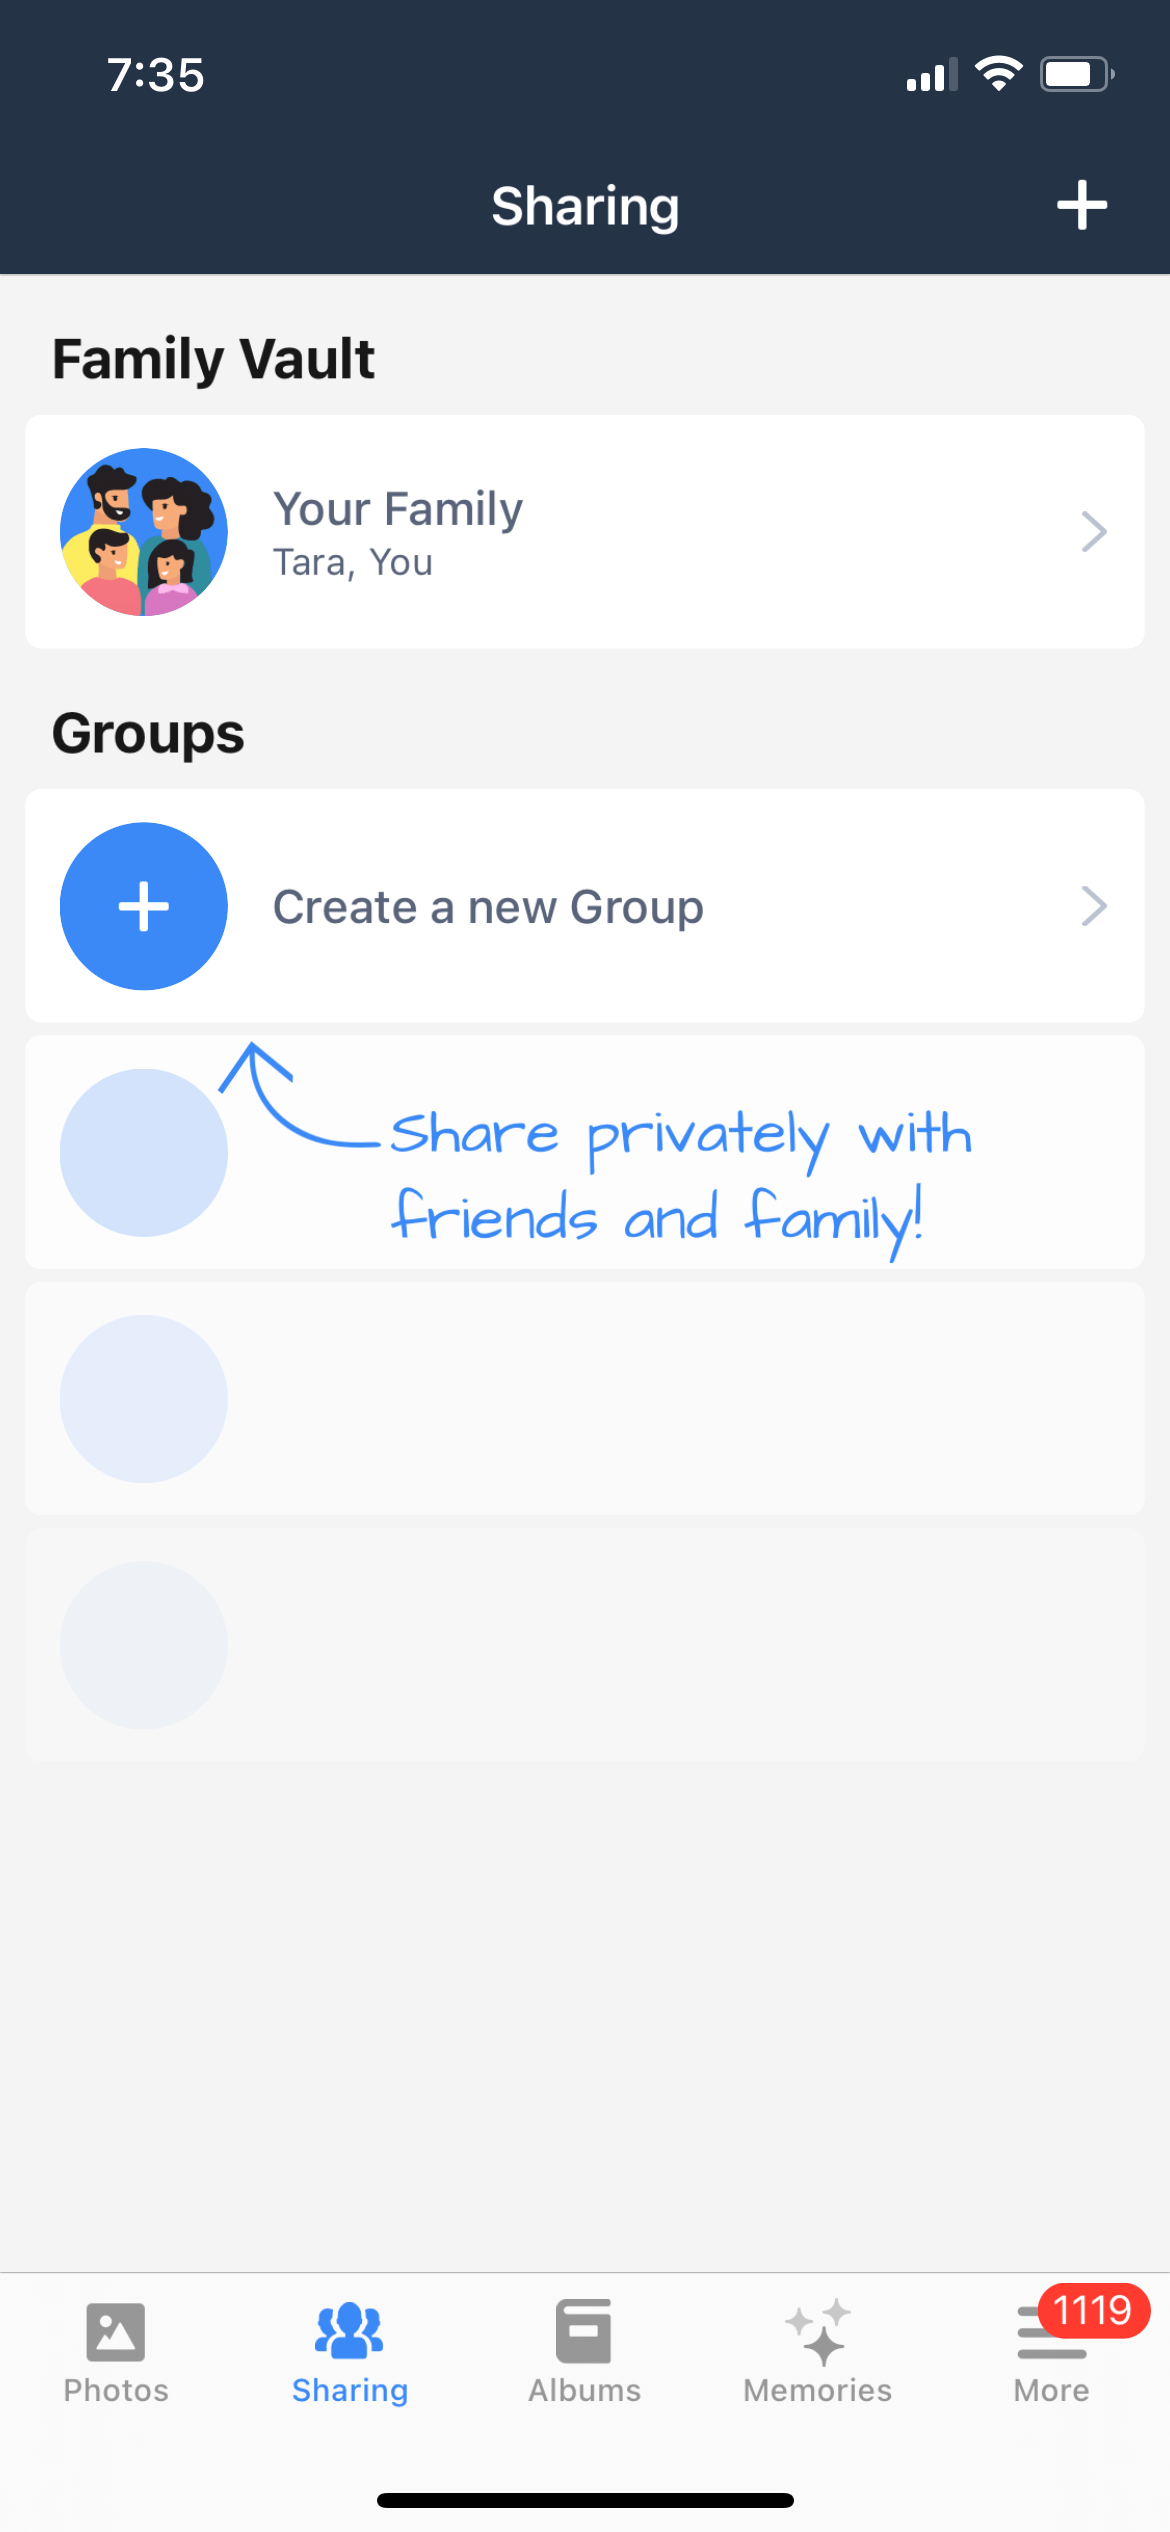 7:35
Sharing
Family Vault
Your Family
Tara, You
Groups
Create a new Group
Share privately with
friends and family!
1119
Photos
Sharing
Albums
Memories
More